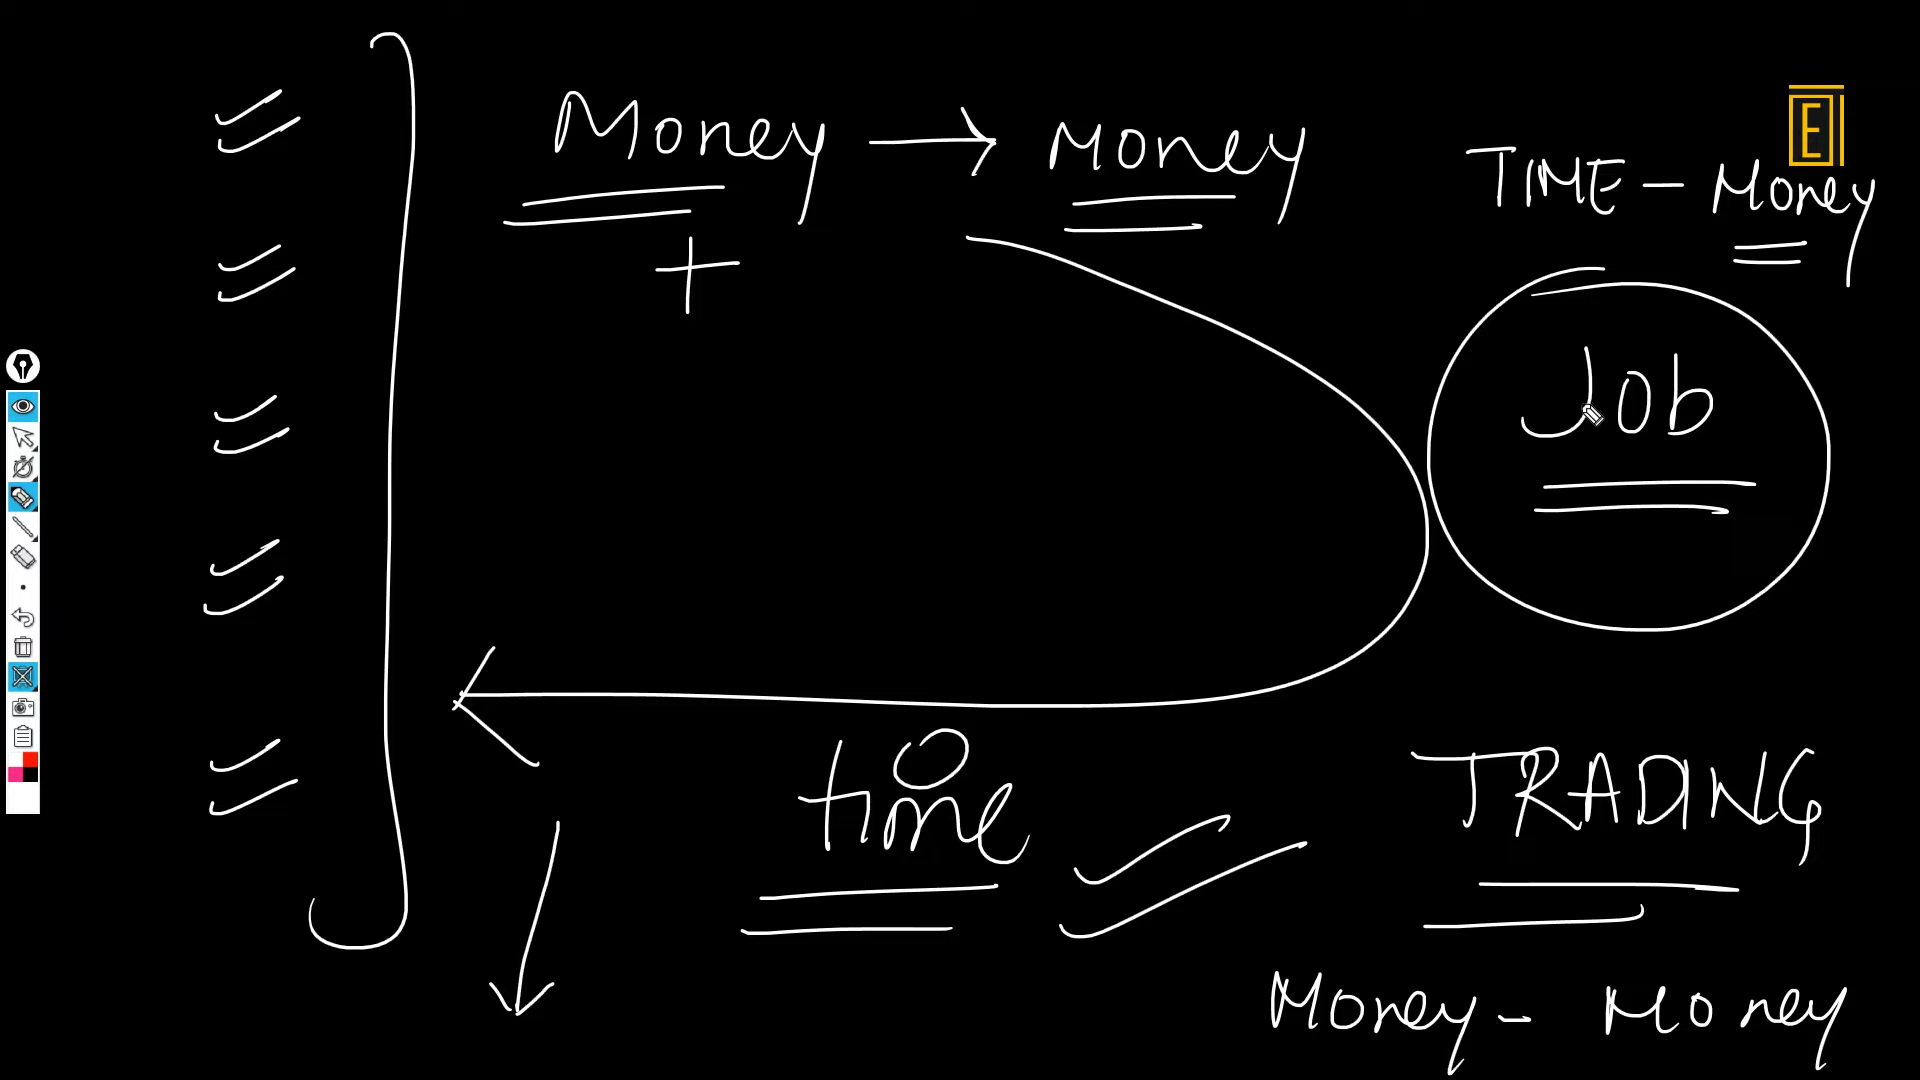 Money → Money
E
TIME - Money
+
Job
time
TRADING
Money - Money